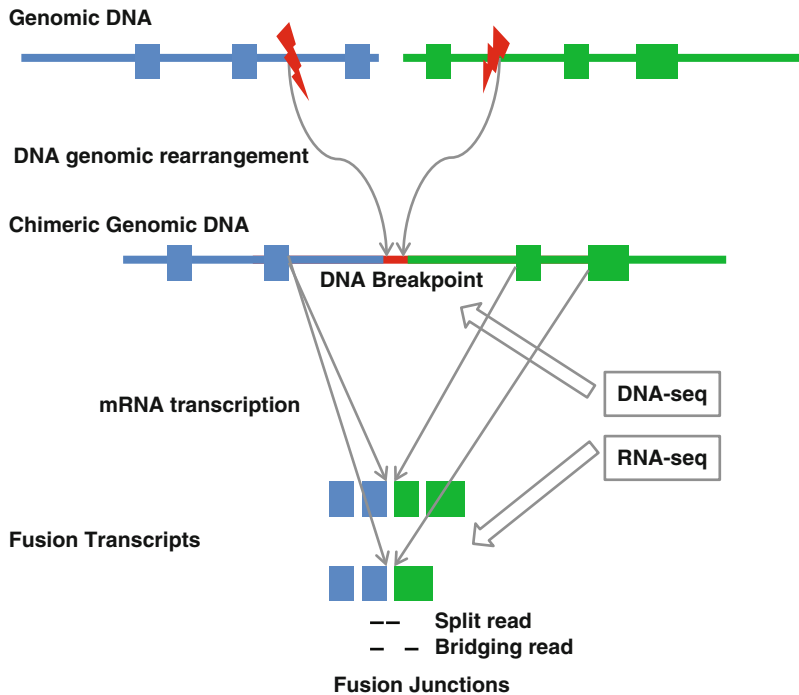 Genomic DNA
DNA genomic rearrangement
Chimeric Genomic DNA
DNA Breakpoint
DNA-seq
mRNA transcription
RNA-seq
Fusion Transcripts
Split read
Bridging read
Fusion Junctions